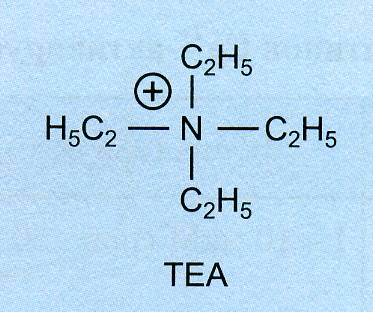 C₂H₅
⊕
H₅C₂ — N — C₂H₅
C₂H₅
TEA